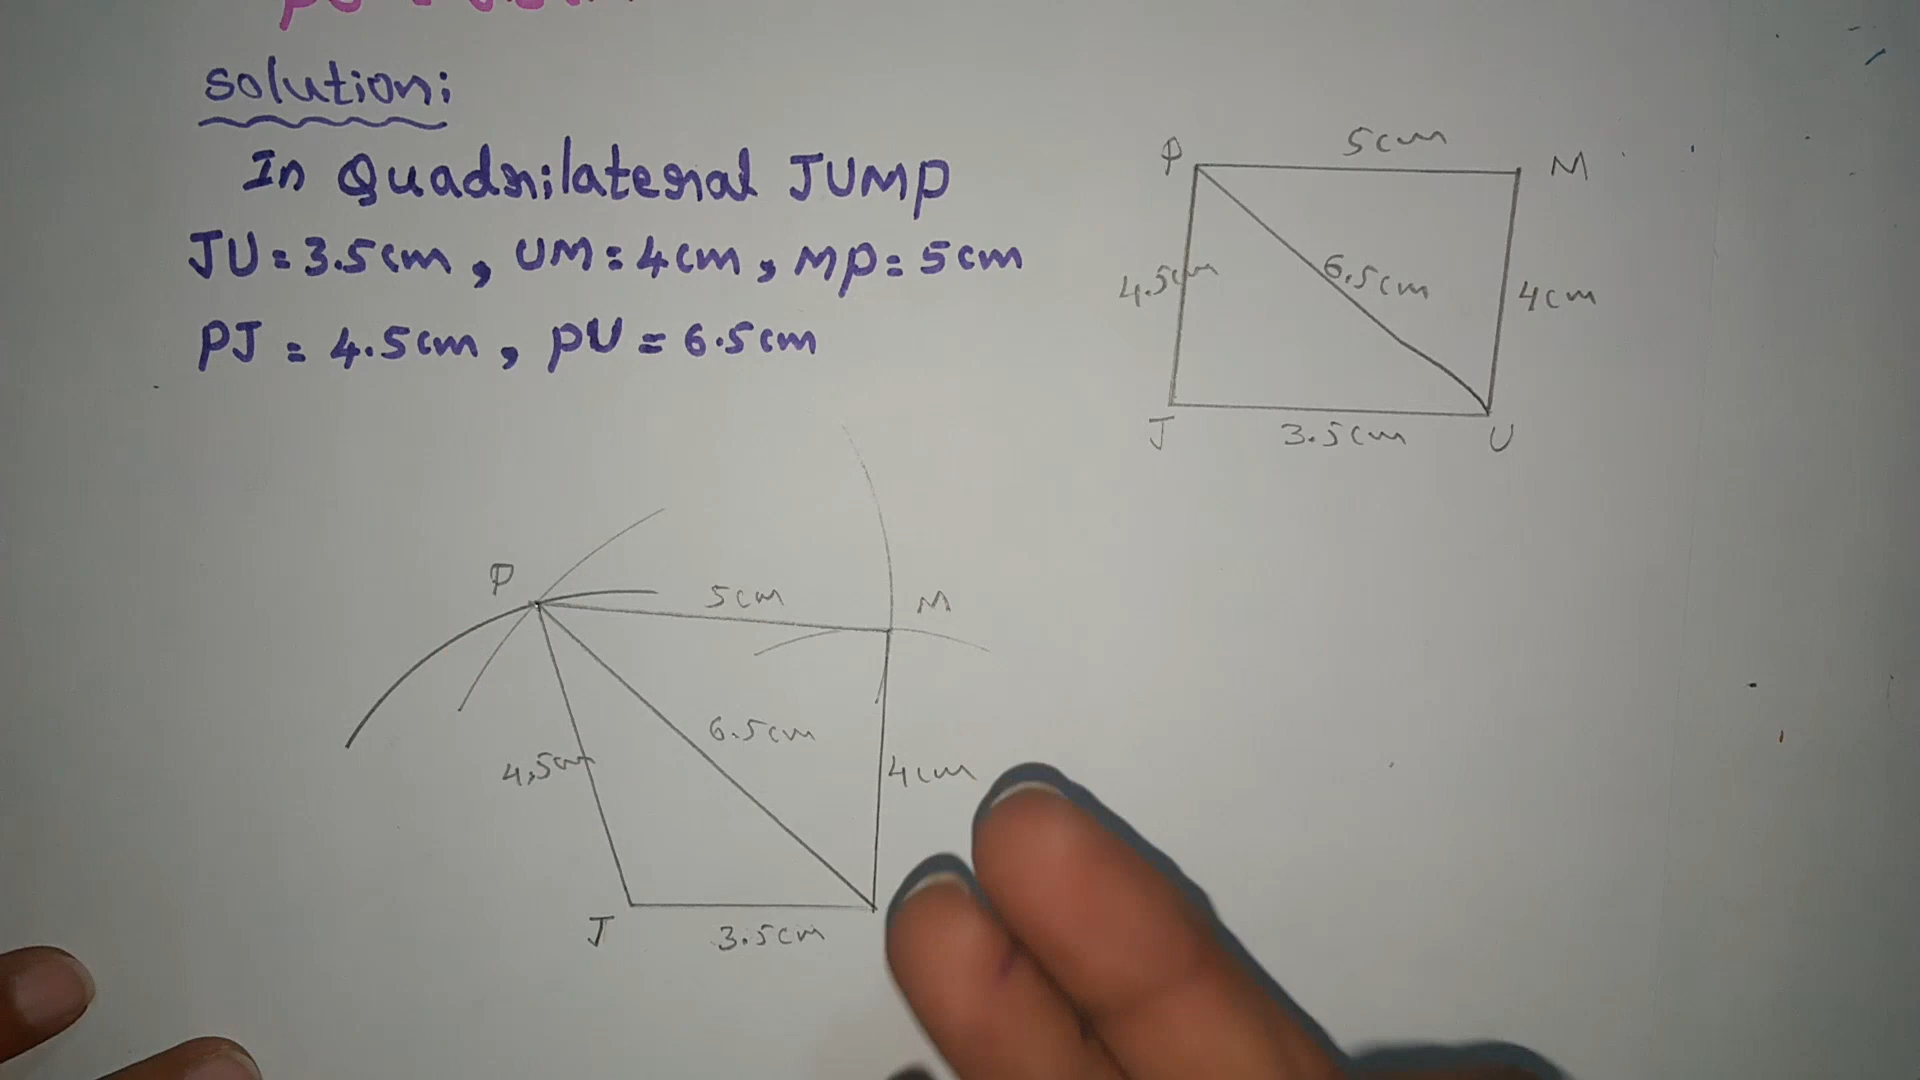 solution:
In Quadrilateral JUMP
JU = 3.5cm, UM = 4cm, MP = 5cm
PJ = 4.5cm, PU = 6.5cm
P 5cm M
4.5cm 6.5cm 4cm
J 3.5cm U
P 5cm M
6.5cm
4.5cm 4cm
J 3.5cm